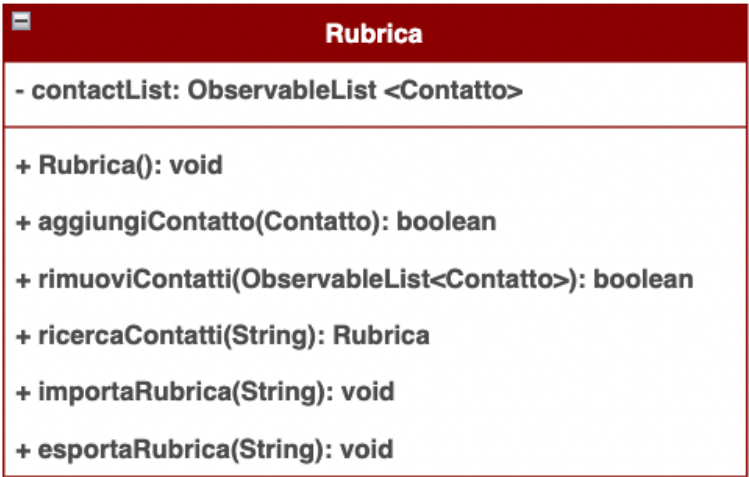 Rubrica
- contactList: ObservableList <Contatto>
+ Rubrica(): void
+ aggiungiContatto(Contatto): boolean
+ rimuoviContatti(ObservableList<Contatto>): boolean
+ ricercaContatti(String): Rubrica
+ importaRubrica(String): void
+ esportaRubrica(String): void